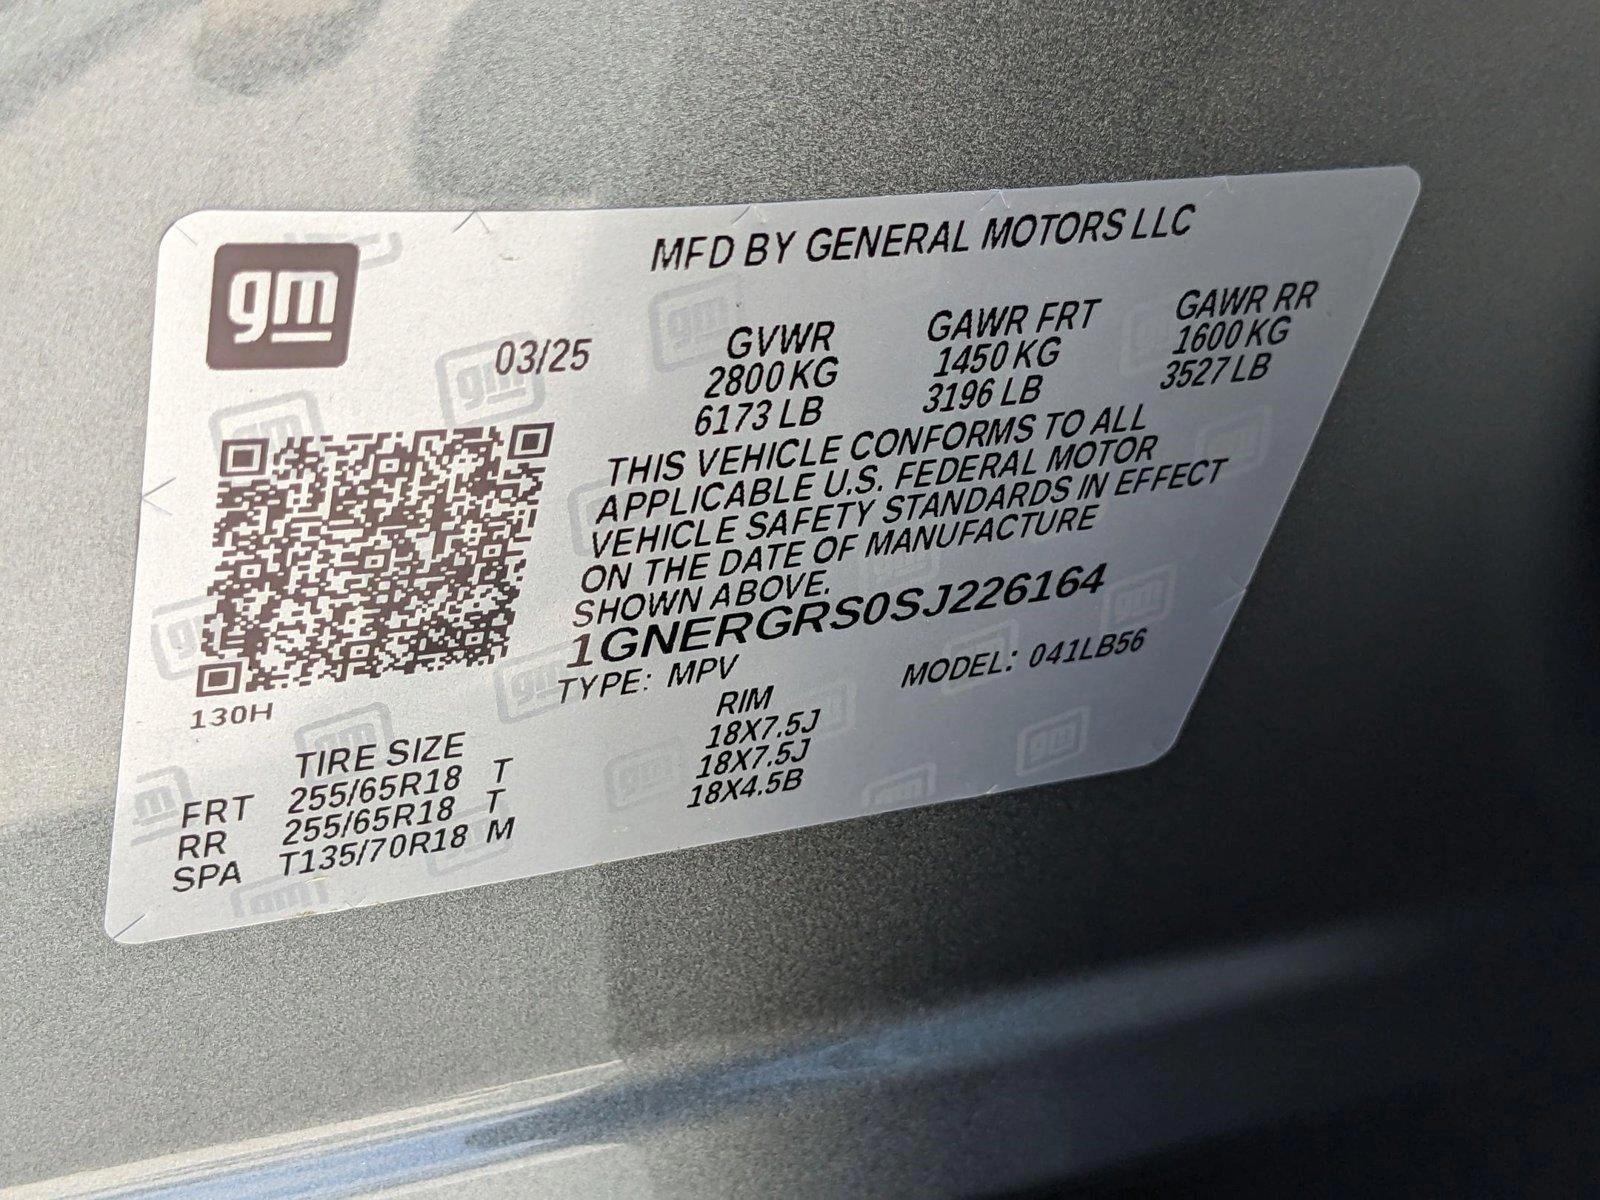 gm
MFD BY GENERAL MOTORS LLC
03/25
GVWR GAWR FRT GAWR RR
2800 KG 1450 KG 1600 KG
6173 LB 3196 LB 3527 LB
THIS VEHICLE CONFORMS TO ALL
APPLICABLE U.S. FEDERAL MOTOR
VEHICLE SAFETY STANDARDS IN EFFECT
ON THE DATE OF MANUFACTURE
SHOWN ABOVE.
1GNERGRS0SJ226164
TYPE: MPV MODEL: 041LB56
130H
TIRE SIZE RIM
FRT 255/65R18 T 18X7.5J
RR 255/65R18 T 18X7.5J
SPA T135/70R18 M 18X4.5B